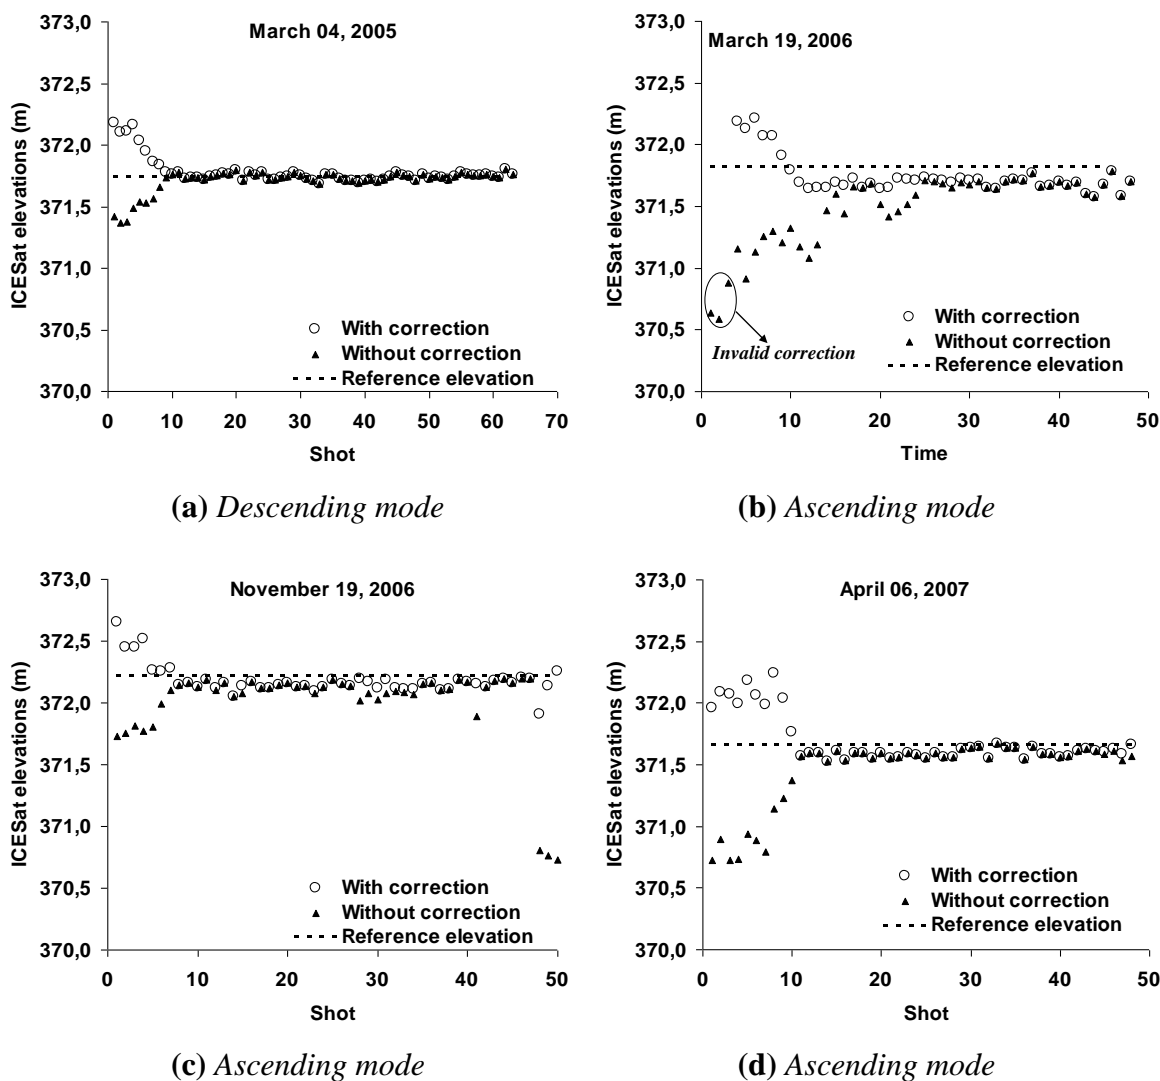 March 04, 2005
373,0
372,5
372,0
371,5
371,0
370,5
370,0
ICESat elevations (m)
With correction
Without correction
Reference elevation
0 10 20 30 40 50 60 70
Shot
(a) Descending mode
March 19, 2006
373,0
372,5
372,0
371,5
371,0
370,5
370,0
ICESat elevations (m)
With correction
Without correction
Invalid correction
Reference elevation
0 10 20 30 40 50
Time
(b) Ascending mode
November 19, 2006
373,0
372,5
372,0
371,5
371,0
370,5
370,0
ICESat elevations (m)
With correction
Without correction
Reference elevation
0 10 20 30 40 50
Shot
(c) Ascending mode
April 06, 2007
373,0
372,5
372,0
371,5
371,0
370,5
370,0
ICESat elevations (m)
With correction
Without correction
Reference elevation
0 10 20 30 40 50
Shot
(d) Ascending mode